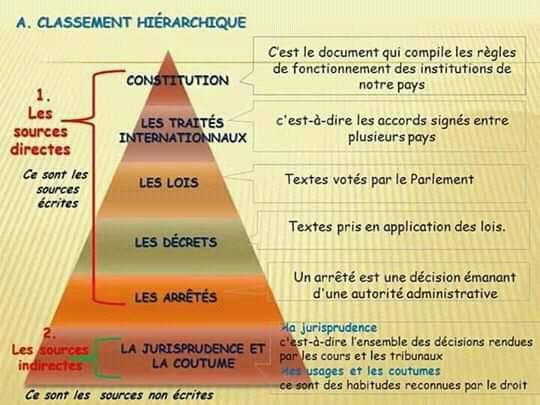 A. CLASSEMENT HIÉRARCHIQUE
1.
Les
sources
directes
Ce sont les
sources
écrites
CONSTITUTION
C'est le document qui compile les règles
de fonctionnement des institutions de
notre pays
LES TRAITÉS
INTERNATIONNAUX
c'est-à-dire les accords signés entre
plusieurs pays
LES LOIS
Textes votés par le Parlement
LES DÉCRETS
Textes pris en application des lois.
LES ARRÊTÉS
Un arrêté est une décision émanant
d'une autorité administrative
2.
Les sources
indirectes
LA JURISPRUDENCE ET
LA COUTUME
la jurisprudence
c'est-à-dire l'ensemble des décisions rendues
par les cours et les tribunaux
les usages et les coutumes
ce sont des habitudes reconnues par le droit
Ce sont les sources non écrites